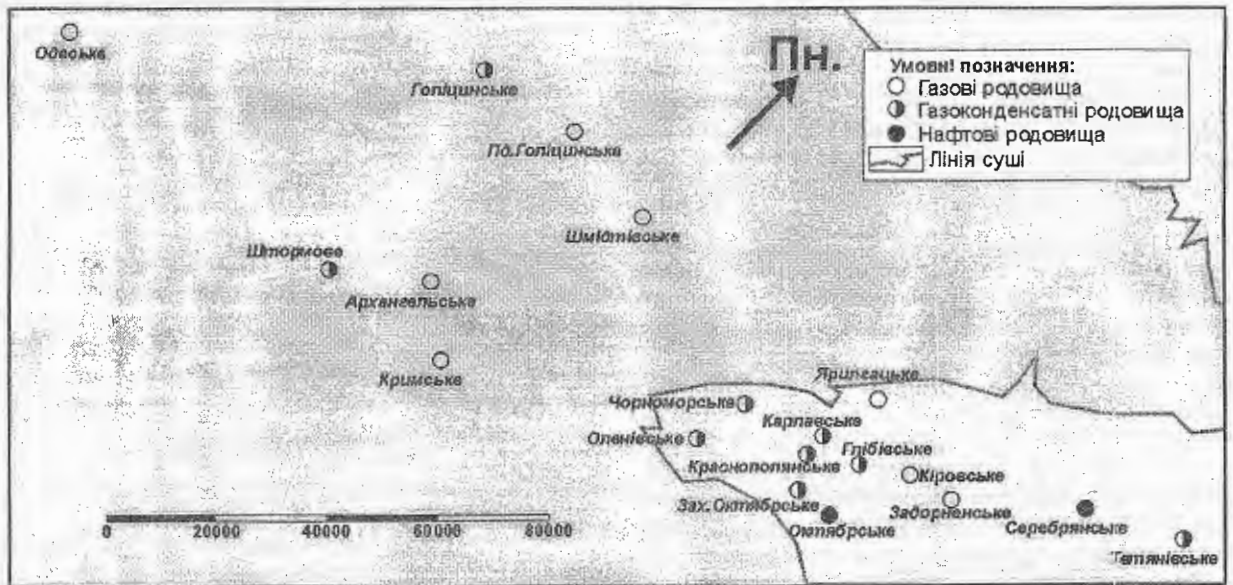 Одеське
Голіцинське
Пн.
Умовні позначення:
Газові родовища
Газоконденсатні родовища
Нафтові родовища
Лінія суші
Пд.Голіцинське
Шмідтівське
Штормове
Архангельське
Кримське
Ярилгацьке
Чорноморське
Карлавське
Оленівське
Глібівське
Краснополянське
Кіровське
Зах.Октябрське
Задорненське
Октябрське
Серебрянське
Тетянівське
0 20000 40000 60000 80000